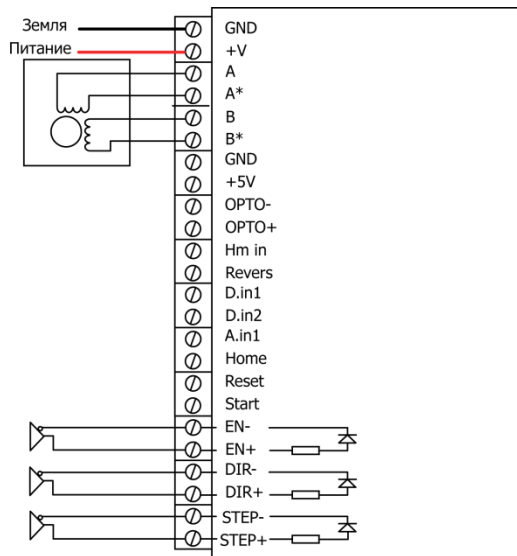 Земля
GND
Питание
+V
A
A*
B
B*
GND
+5V
OPTO-
OPTO+
Hm in
Revers
D.in1
D.in2
A.in1
Home
Reset
Start
EN-
EN+
DIR-
DIR+
STEP-
STEP+